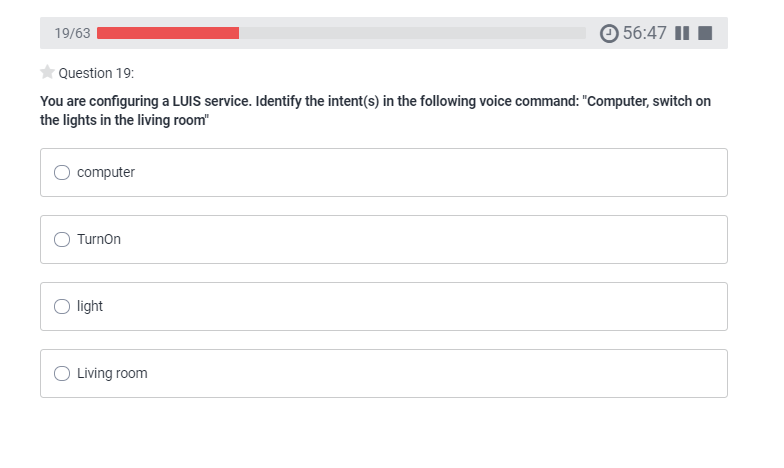 19/63 56:47
Question 19:
You are configuring a LUIS service. Identify the intent(s) in the following voice command: "Computer, switch on
the lights in the living room"
computer
TurnOn
light
Living room